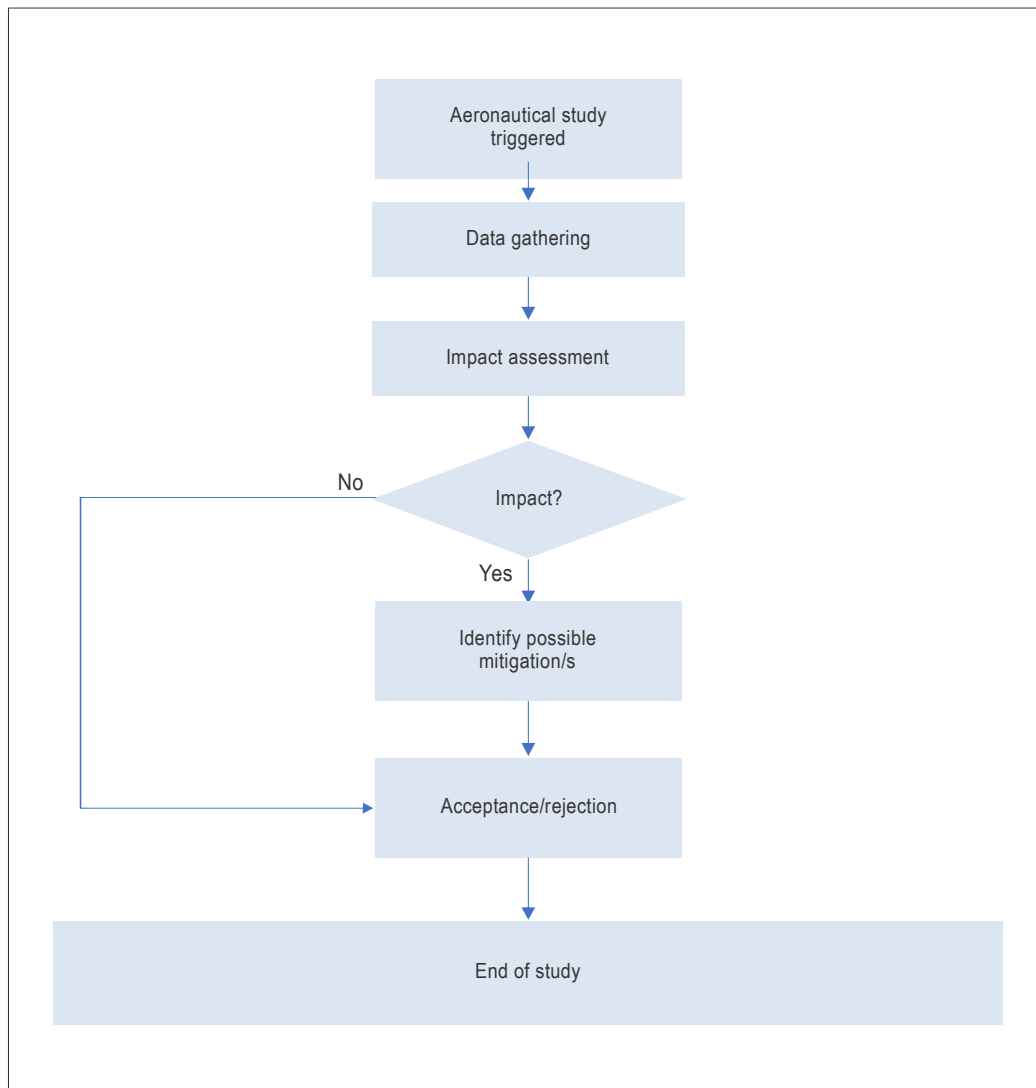 Aeronautical study
triggered
Data gathering
Impact assessment
No
Impact?
Yes
Identify possible
mitigation/s
Acceptance/rejection
End of study